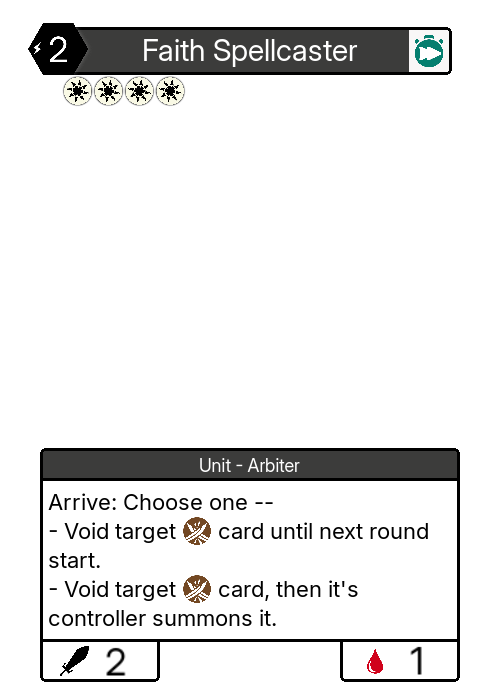 2
Faith Spellcaster
Unit - Arbiter
Arrive: Choose one --
- Void target card until next round
start.
- Void target card, then it's
controller summons it.
2
1